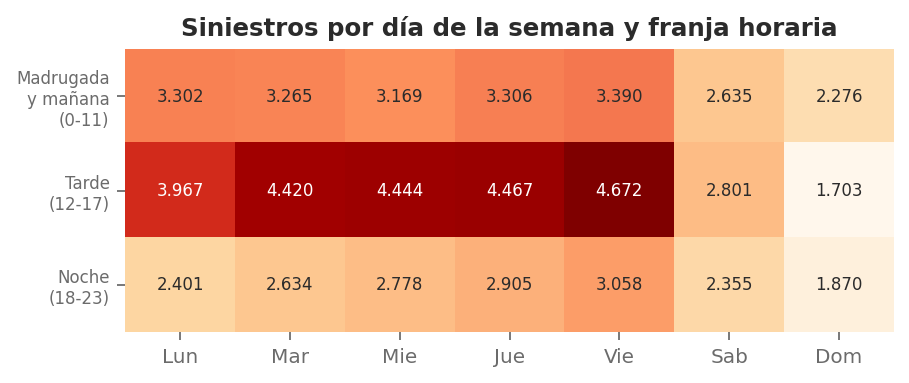 Siniestros por día de la semana y franja horaria
Madrugada
y mañana
(0-11)
3.302 3.265 3.169 3.306 3.390 2.635 2.276
Tarde
(12-17)
3.967 4.420 4.444 4.467 4.672 2.801 1.703
Noche
(18-23)
2.401 2.634 2.778 2.905 3.058 2.355 1.870
Lun Mar Mie Jue Vie Sab Dom